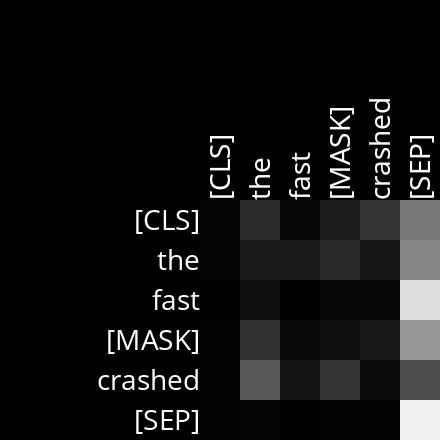 [CLS]
the
fast
[MASK]
crashed
[SEP]
[CLS]
the
fast
[MASK]
crashed
[SEP]